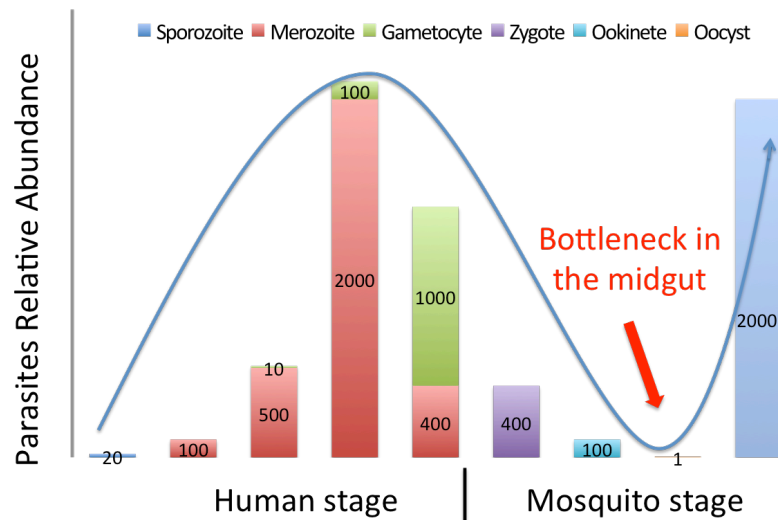 Sporozoite Merozoite Gametocyte Zygote Ookinete Oocyst
Parasites Relative Abundance
20
100
10
500
100
2000
1000
400
400
100
1
2000
Bottleneck in
the midgut
Human stage
Mosquito stage